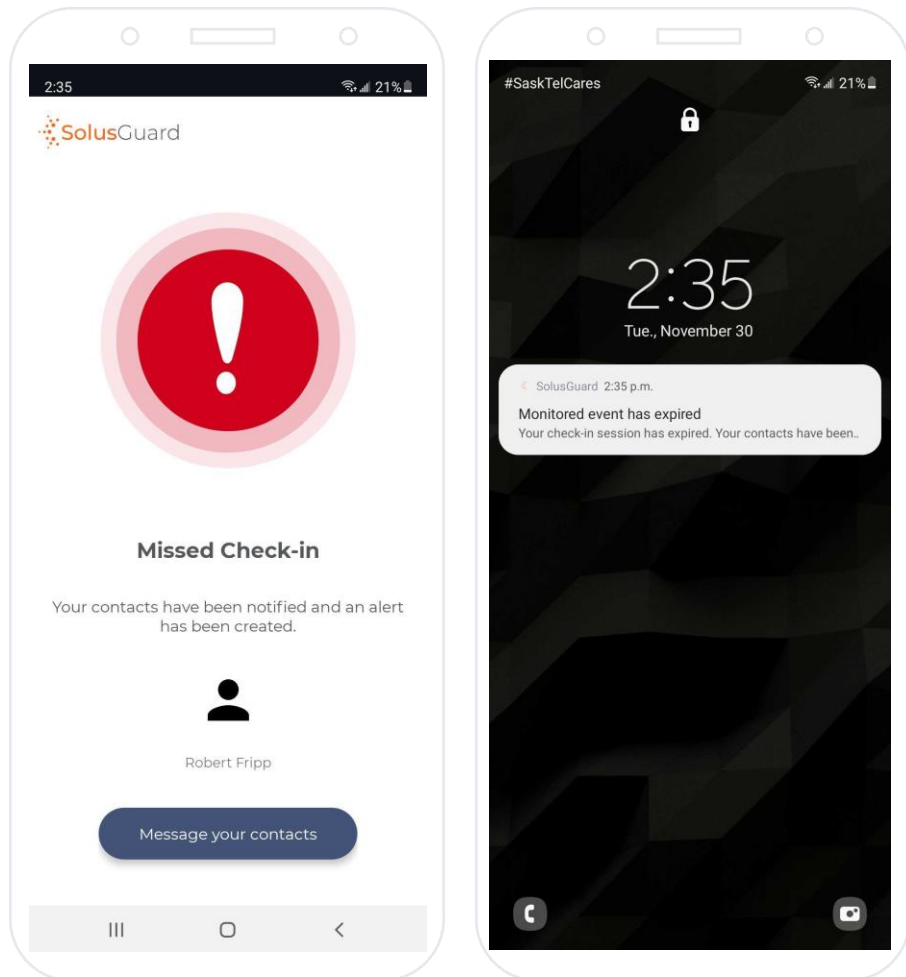 2:35
21%
SolusGuard
Missed Check-in
Your contacts have been notified and an alert
has been created.
Robert Fripp
Message your contacts
#SaskTelCares
21%
2:35
Tue., November 30
SolusGuard 2:35 p.m.
Monitored event has expired
Your check-in session has expired. Your contacts have been..